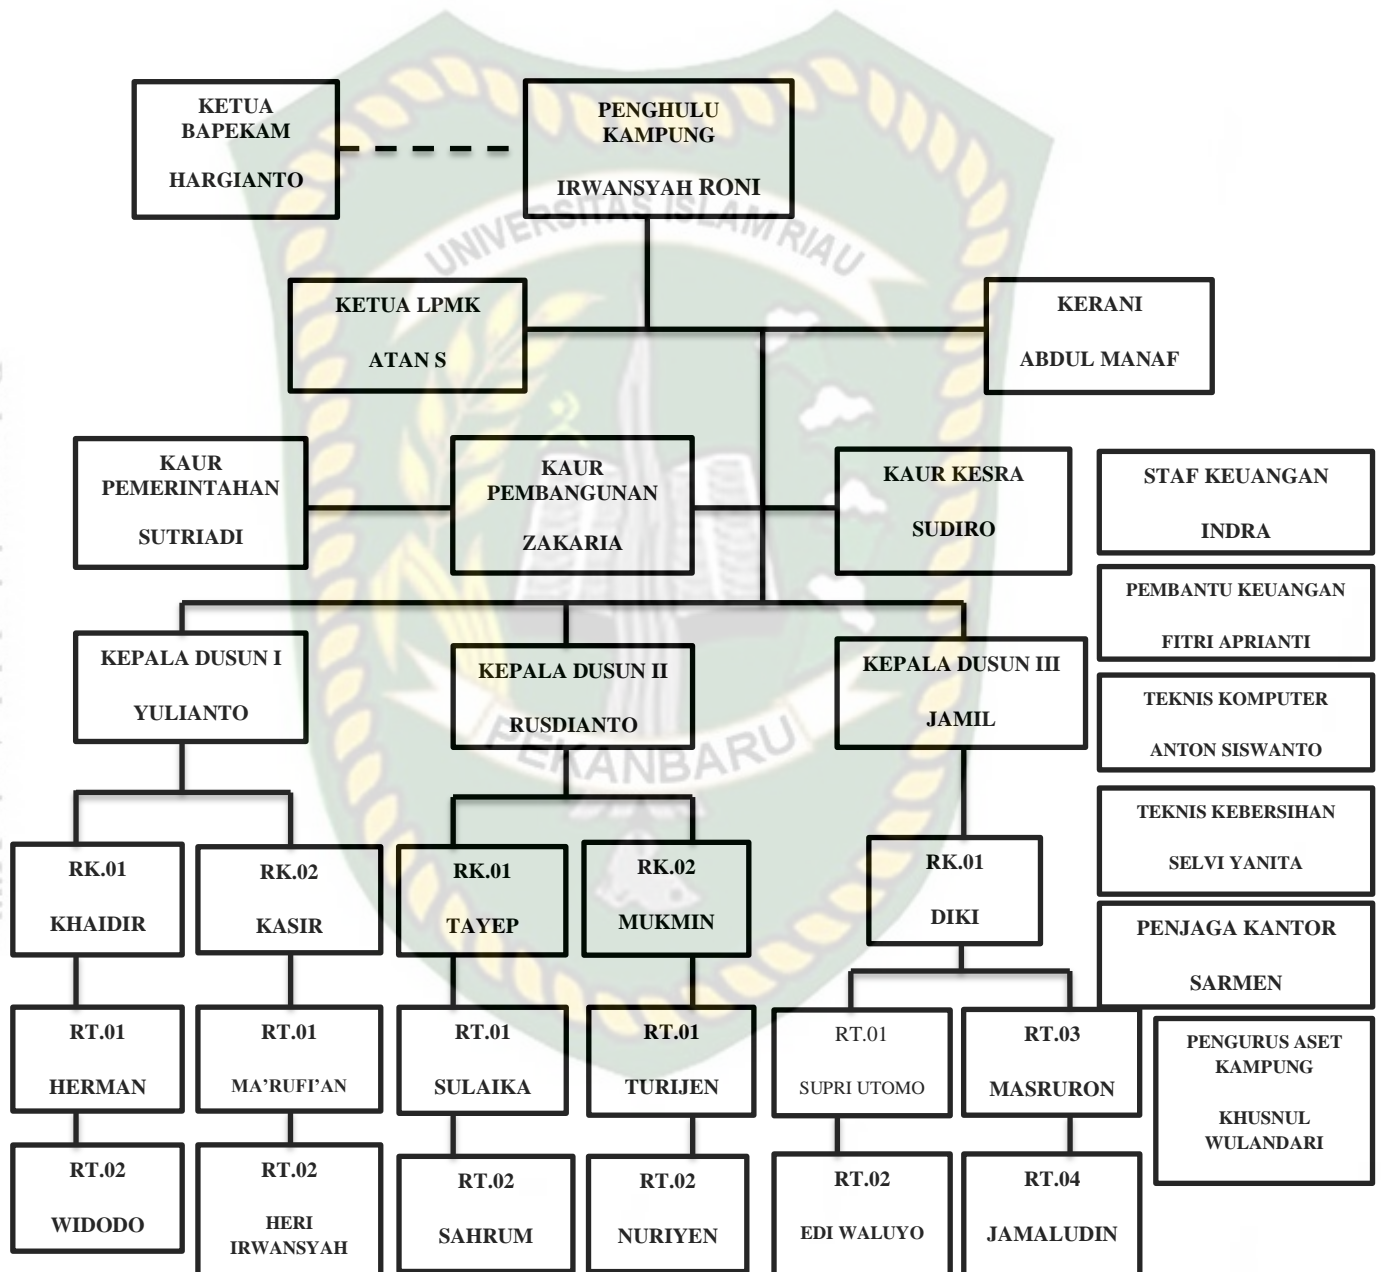 KETUA
BAPEKAM
HARGIANTO
PENGHULU
KAMPUNG
IRWANSYAH RONI
UNIVERSITAS ISLAM RIAU
KETUA LPMK
ATAN S
KERANI
ABDUL MANAF
KAUR
PEMERINTAHAN
SUTRIADI
KAUR
PEMBANGUNAN
ZAKARIA
KAUR KESRA
SUDIRO
STAF KEUANGAN
INDRA
PEMBANTU KEUANGAN
FITRI APRIANTI
KEPALA DUSUN I
YULIANTO
KEPALA DUSUN II
RUSDIANTO
KEPALA DUSUN III
JAMIL
TEKNIS KOMPUTER
ANTON SISWANTO
PEKANBARU
TEKNIS KEBERSIHAN
SELVI YANITA
RK.01
KHAIDIR
RK.02
KASIR
RK.01
TAYEP
RK.02
MUKMIN
RK.01
DIKI
PENJAGA KANTOR
SARMEN
RT.01
HERMAN
RT.01
MA’RUFI’AN
RT.01
SULAIKA
RT.01
TURIJEN
RT.01
SUPRI UTOMO
RT.03
MASRURON
PENGURUS ASET
KAMPUNG
KHUSNUL
WULANDARI
RT.02
WIDODO
RT.02
HERI
IRWANSYAH
RT.02
SAHRUM
RT.02
NURIYEN
RT.02
EDI WALUYO
RT.04
JAMALUDIN